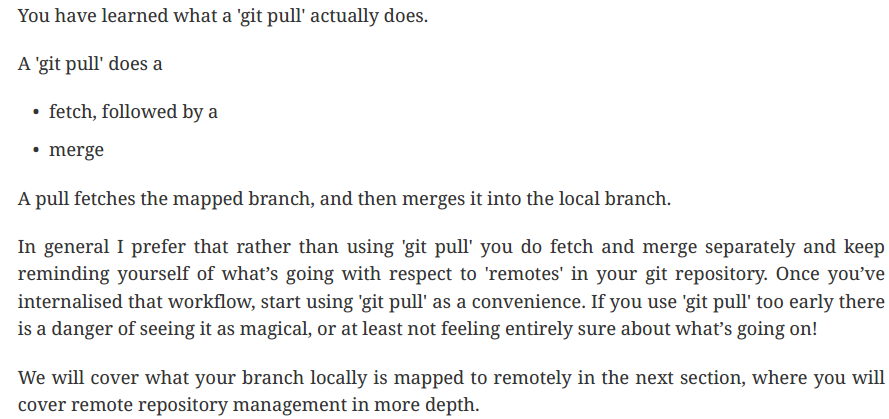 You have learned what a 'git pull' actually does.
A 'git pull' does a
• fetch, followed by a
• merge
A pull fetches the mapped branch, and then merges it into the local branch.
In general I prefer that rather than using 'git pull' you do fetch and merge separately and keep
reminding yourself of what’s going with respect to 'remotes' in your git repository. Once you’ve
internalised that workflow, start using 'git pull' as a convenience. If you use 'git pull' too early there
is a danger of seeing it as magical, or at least not feeling entirely sure about what’s going on!
We will cover what your branch locally is mapped to remotely in the next section, where you will
cover remote repository management in more depth.